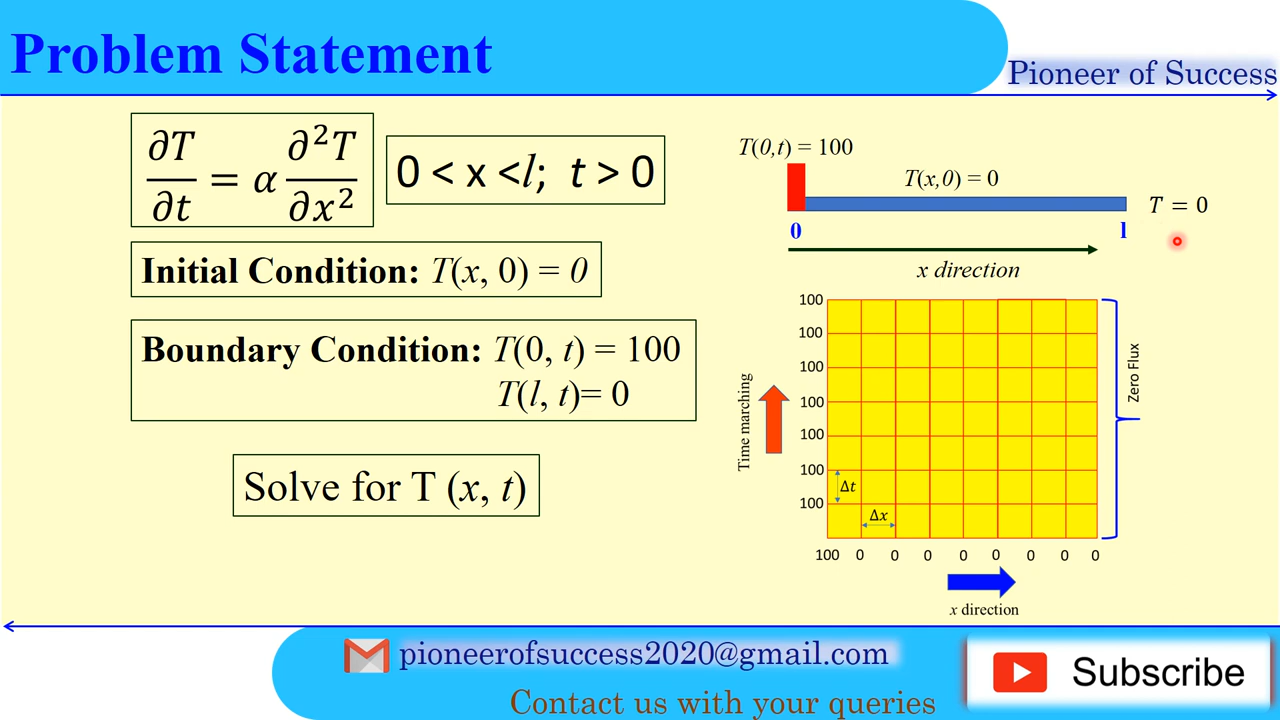 Problem Statement
Pioneer of Success
∂T/∂t = α ∂²T/∂x²
0 < x <l; t > 0
Initial Condition: T(x, 0) = 0
Boundary Condition: T(0, t) = 100
T(l, t)= 0
Solve for T (x, t)
T(0,t) = 100
T(x,0) = 0
T = 0
0
l
x direction
100
100
100
100
100
100
100
Δt
Δx
100 0 0 0 0 0 0 0 0
Time marching
Zero Flux
x direction
pioneerofsuccess2020@gmail.com
Contact us with your queries
Subscribe